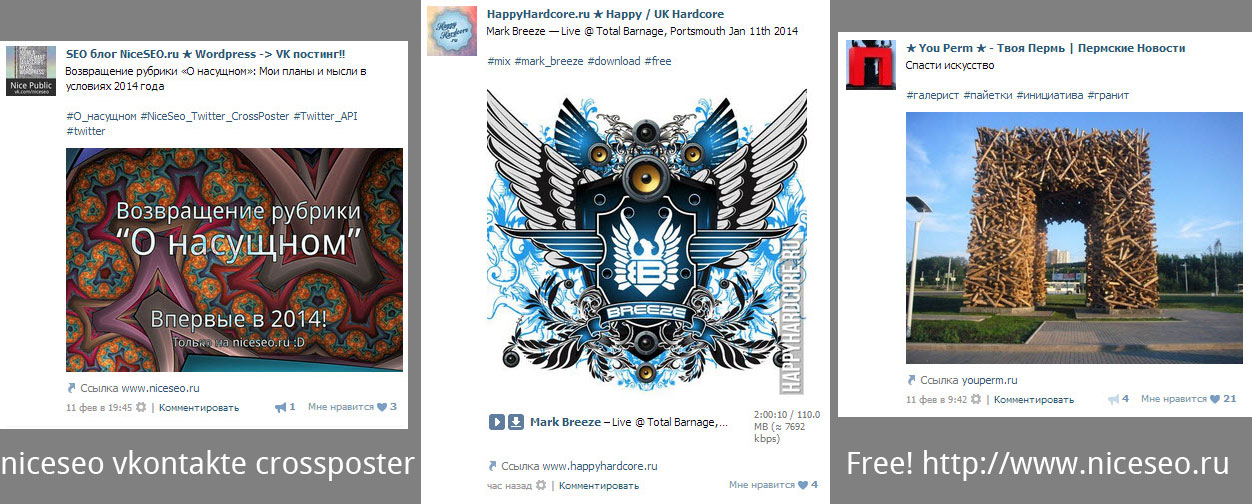 SEO блог NiceSEO.ru ★ Wordpress -> VK постинг!!
Возвращение рубрики «О насущном»: Мои планы и мысли в
условиях 2014 года
#О_насущном #NiceSeo_Twitter_CrossPoster #Twitter_API
#twitter
Nice Public
vk.com/niceseo
Возвращение рубрики
“О насущном”
Впервые в 2014!
Только на niceseo.ru :D
Ссылка www.niceseo.ru
11 фев в 19:45 | Комментировать 1 Мне нравится 3
niceseo vkontakte crossposter
HappyHardcore.ru ★ Happy / UK Hardcore
Mark Breeze — Live @ Total Barnage, Portsmouth Jan 11th 2014
#mix #mark_breeze #download #free
Happy
Hardcore
.ru
B
BREEZE
HAPPYHARDCORE.RU
Mark Breeze – Live @ Total Barnage,...
2:00:10 / 110.0
MB (≈ 7692
kbps)
Ссылка www.happyhardcore.ru
час назад | Комментировать Мне нравится 4
★ You Perm ★ - Твоя Пермь | Пермские Новости
Спасти искусство
#галерист #пайетки #инициатива #гранит
Ссылка youperm.ru
11 фев в 9:42 | Комментировать 4 Мне нравится 21
Free! http://www.niceseo.ru